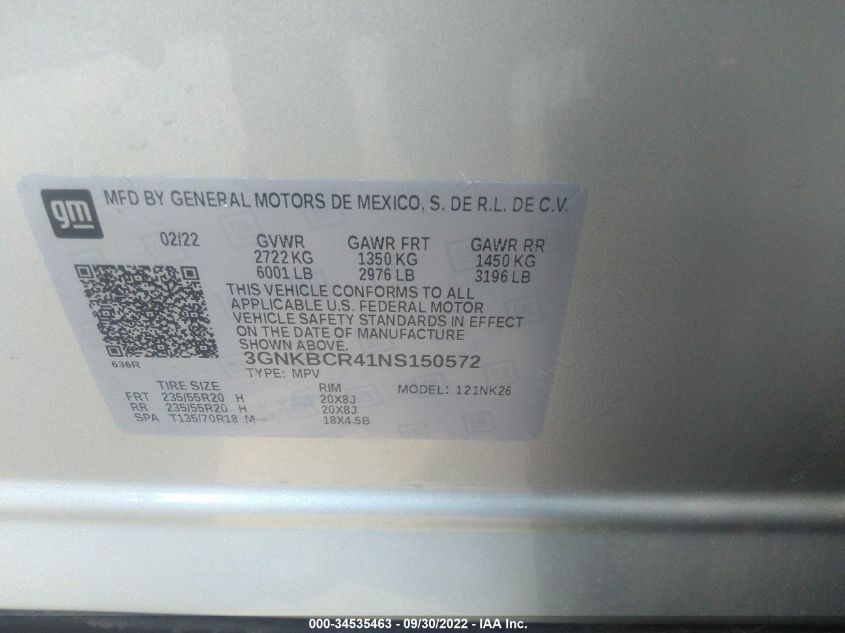 gm
MFD BY GENERAL MOTORS DE MEXICO, S. DE R.L. DE C.V.
02/22 GVWR GAWR FRT GAWR RR
2722 KG 1350 KG 1450 KG
6001 LB 2976 LB 3196 LB
THIS VEHICLE CONFORMS TO ALL
APPLICABLE U.S. FEDERAL MOTOR
VEHICLE SAFETY STANDARDS IN EFFECT
ON THE DATE OF MANUFACTURE
SHOWN ABOVE.
636R
3GNKBCR41NS150572
TYPE: MPV
TIRE SIZE RIM MODEL: 121NK26
FRT 235/55R20 H 20X8J
RR 235/55R20 H 20X8J
SPA T135/70R18 M 18X4.5B
000-34535463 - 09/30/2022 - IAA Inc.